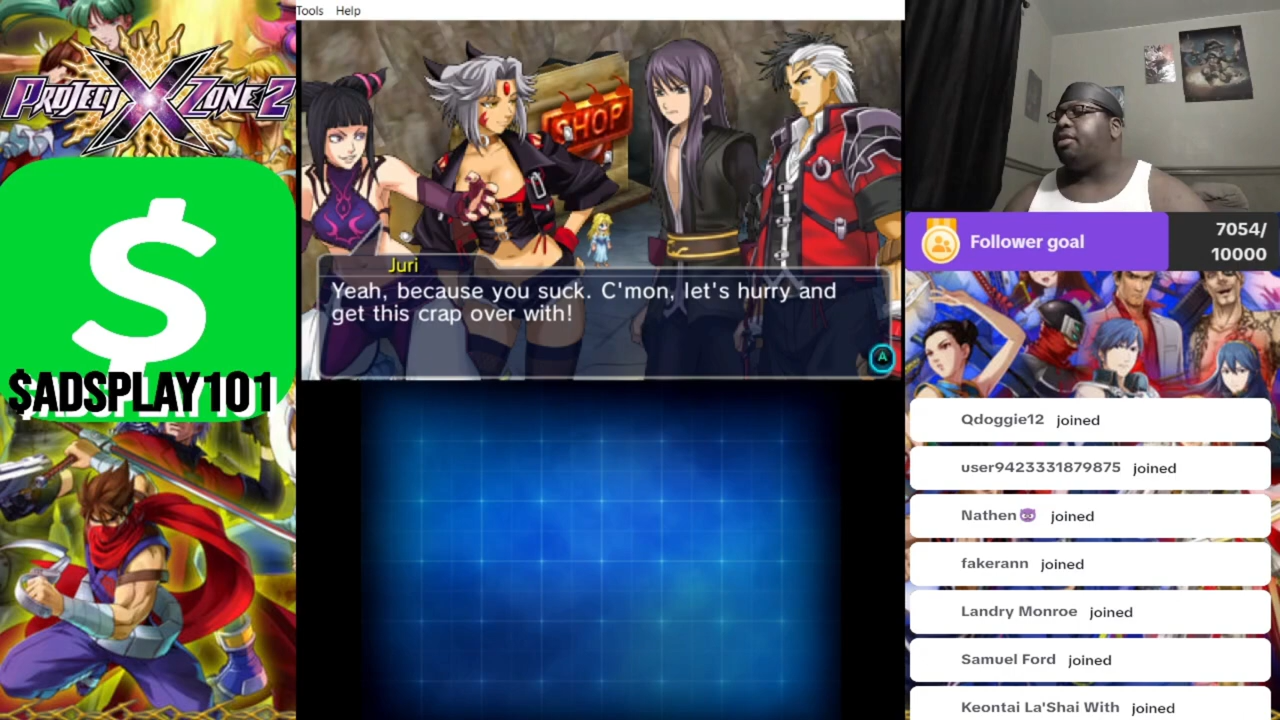 Tools Help
PROJECT X ZONE 2
SHOP
Juri
Yeah, because you suck. C'mon, let's hurry and
get this crap over with!
A
$
$ADSPLAY101
Follower goal
7054/
10000
Qdoggie12 joined
user9423331879875 joined
Nathen😈 joined
fakerann joined
Landry Monroe joined
Samuel Ford joined
Keontai La'Shai With joined